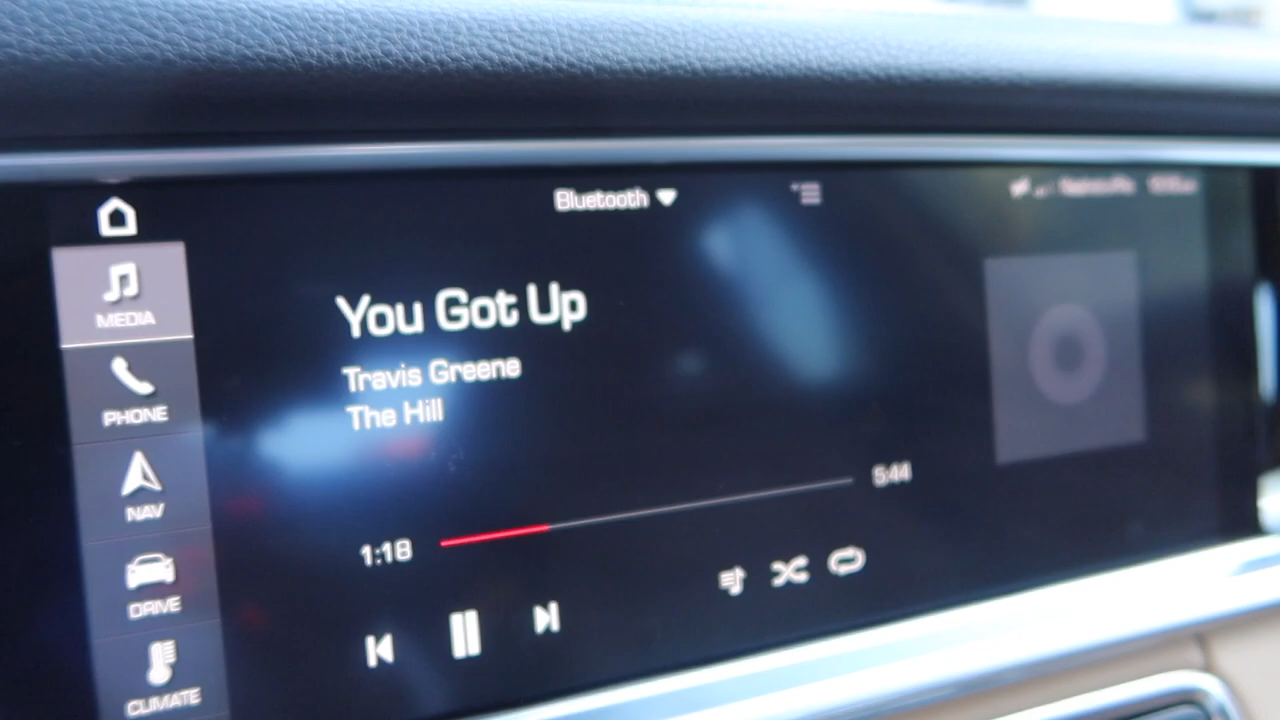 Bluetooth
MEDIA
You Got Up
Travis Greene
PHONE
The Hill
NAV
5:44
1:18
DRIVE
CLIMATE